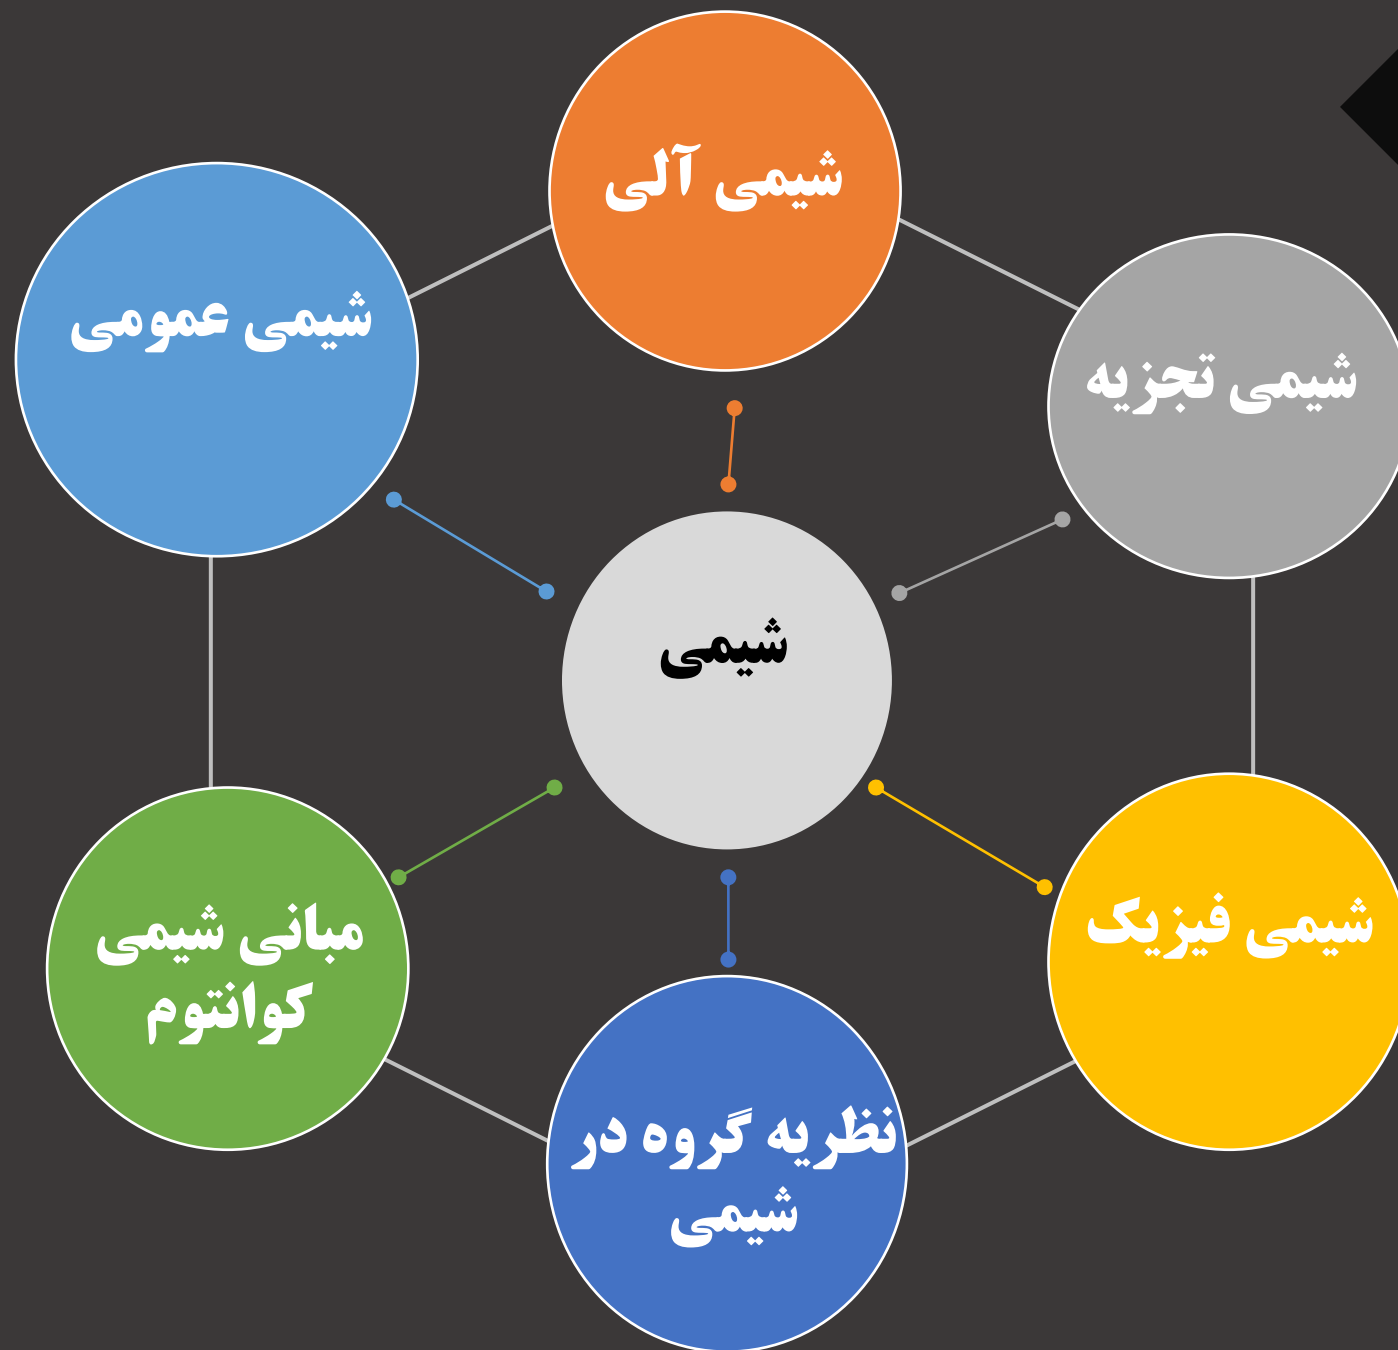 شیمی آلی
شیمی عمومی
شیمی تجزیه
شیمی
شیمی فیزیک
مبانی شیمی
کوانتوم
نظریه گروه در
شیمی